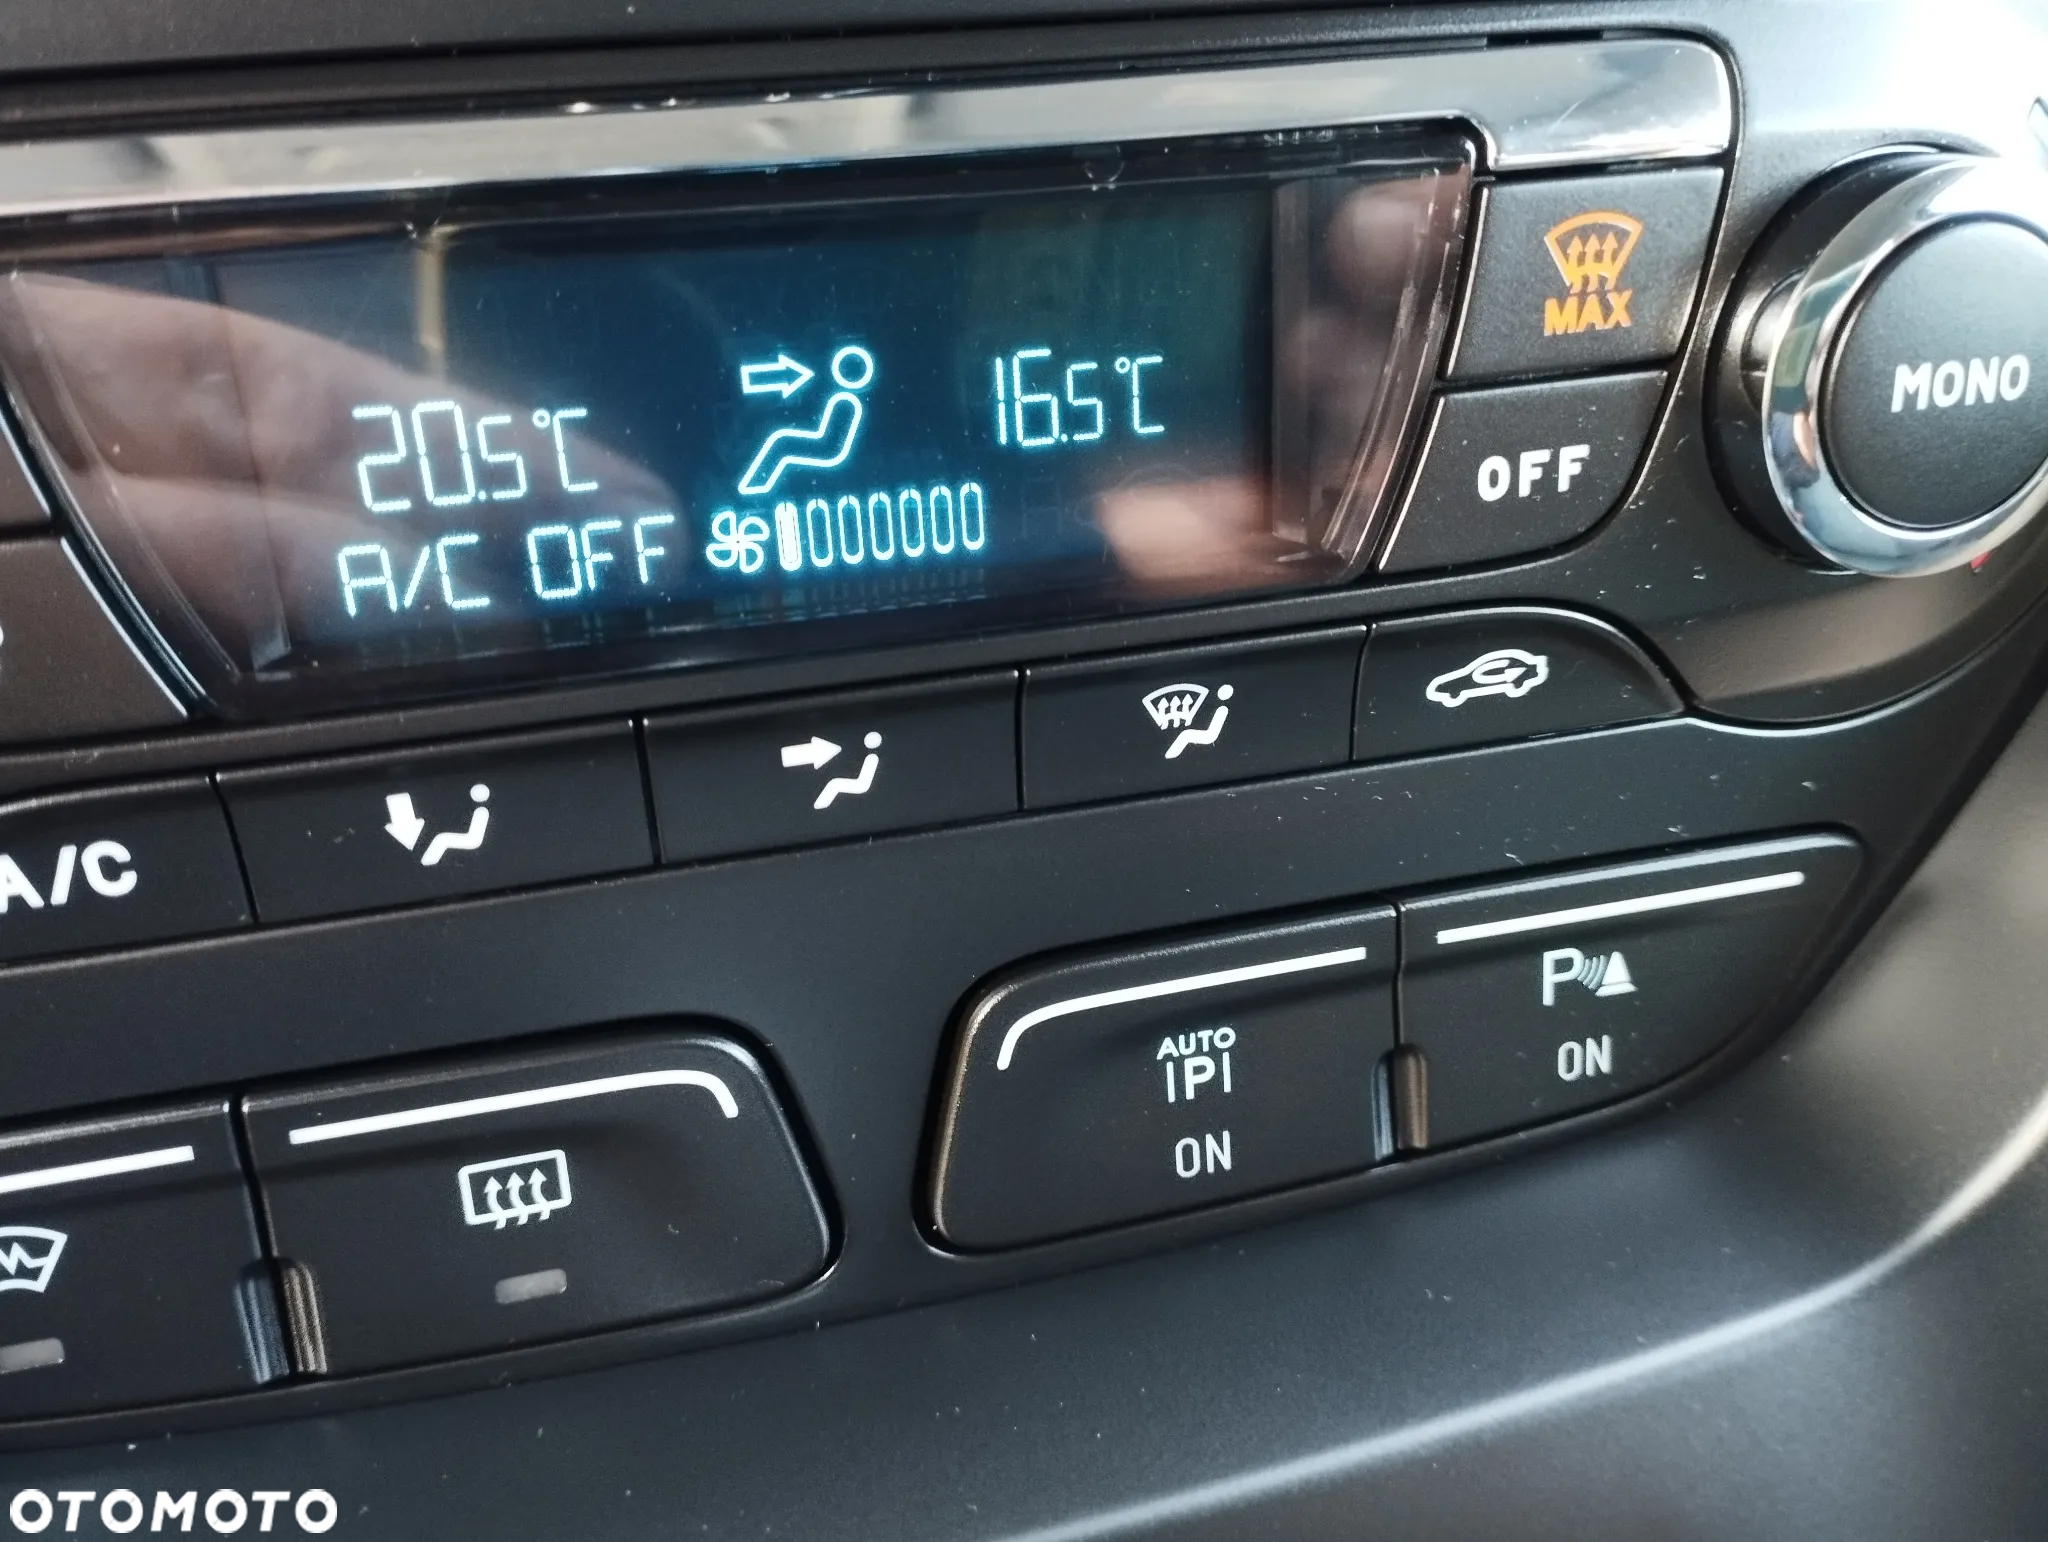 MAX
20.5°C 16.5°C
MONO
OFF
A/C OFF
A/C
AUTO
P
ON
P
ON
OTOMOTO